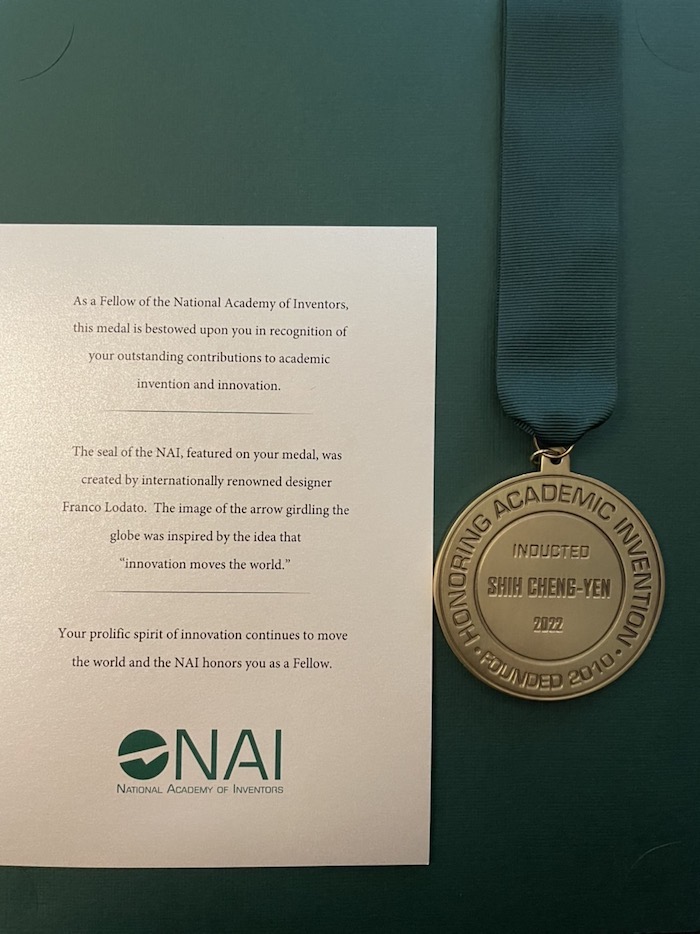 As a Fellow of the National Academy of Inventors,
this medal is bestowed upon you in recognition of
your outstanding contributions to academic
invention and innovation.
The seal of the NAI, featured on your medal, was
created by internationally renowned designer
Franco Lodato. The image of the arrow girdling the
globe was inspired by the idea that
“innovation moves the world.”
Your prolific spirit of innovation continues to move
the world and the NAI honors you as a Fellow.
NAI
NATIONAL ACADEMY OF INVENTORS
HONORING ACADEMIC INVENTION
INDUCTED
SHIH CHENG-YEN
2022
• FOUNDED 2010 •